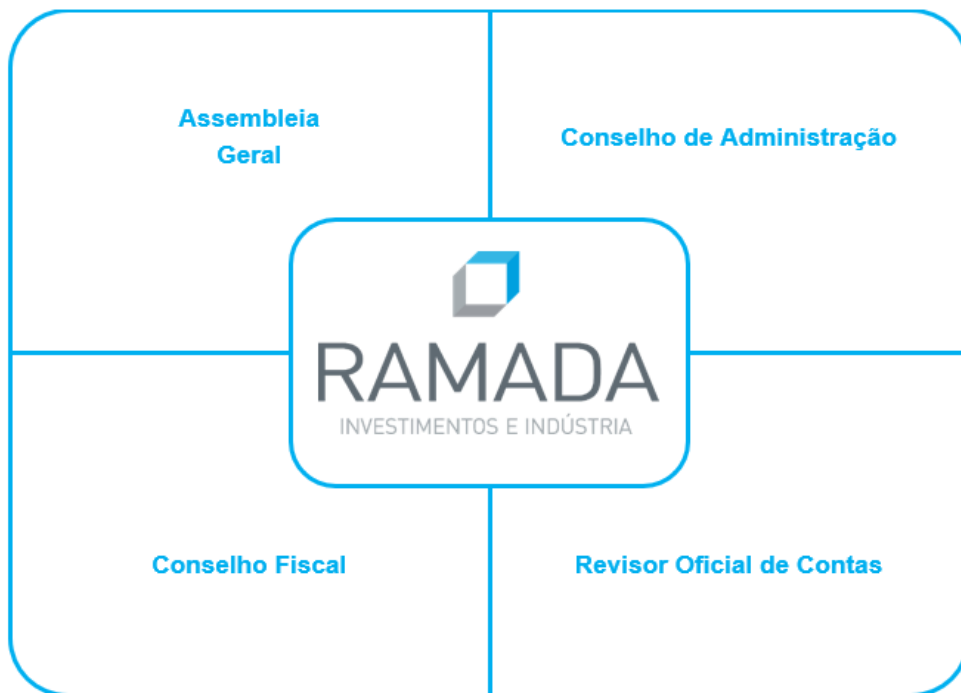 Assembleia
Geral
Conselho de Administração
RAMADA
INVESTIMENTOS E INDÚSTRIA
Conselho Fiscal
Revisor Oficial de Contas